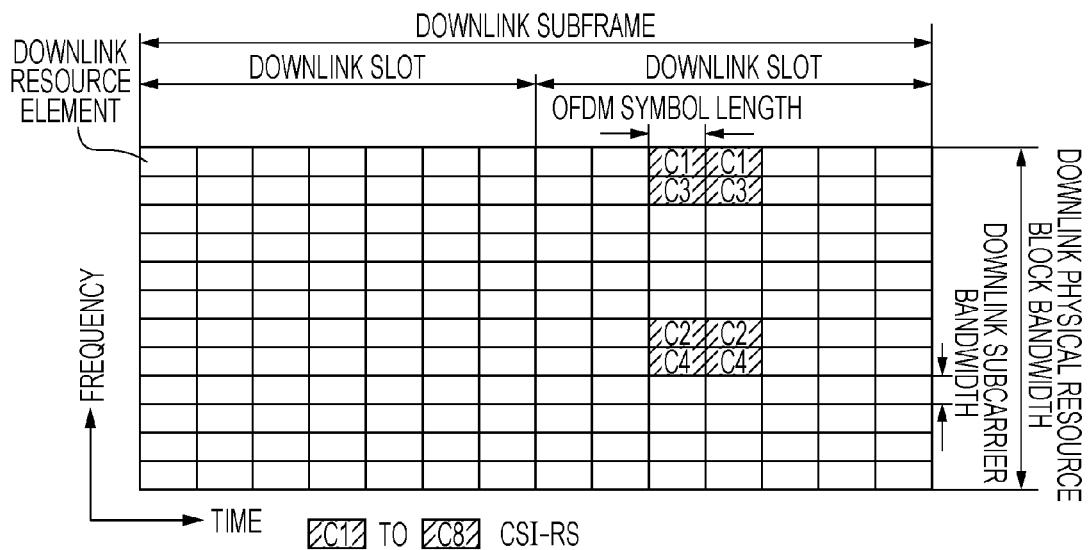 DOWNLINK SUBFRAME
DOWNLINK
RESOURCE
ELEMENT
DOWNLINK SLOT
DOWNLINK SLOT
OFDM SYMBOL LENGTH
C1 C1
C3 C3
C2 C2
C4 C4
FREQUENCY
TIME
DOWNLINK SUBCARRIER
BANDWIDTH
DOWNLINK PHYSICAL RESOURCE
BLOCK BANDWIDTH
C1 TO C8 CSI-RS